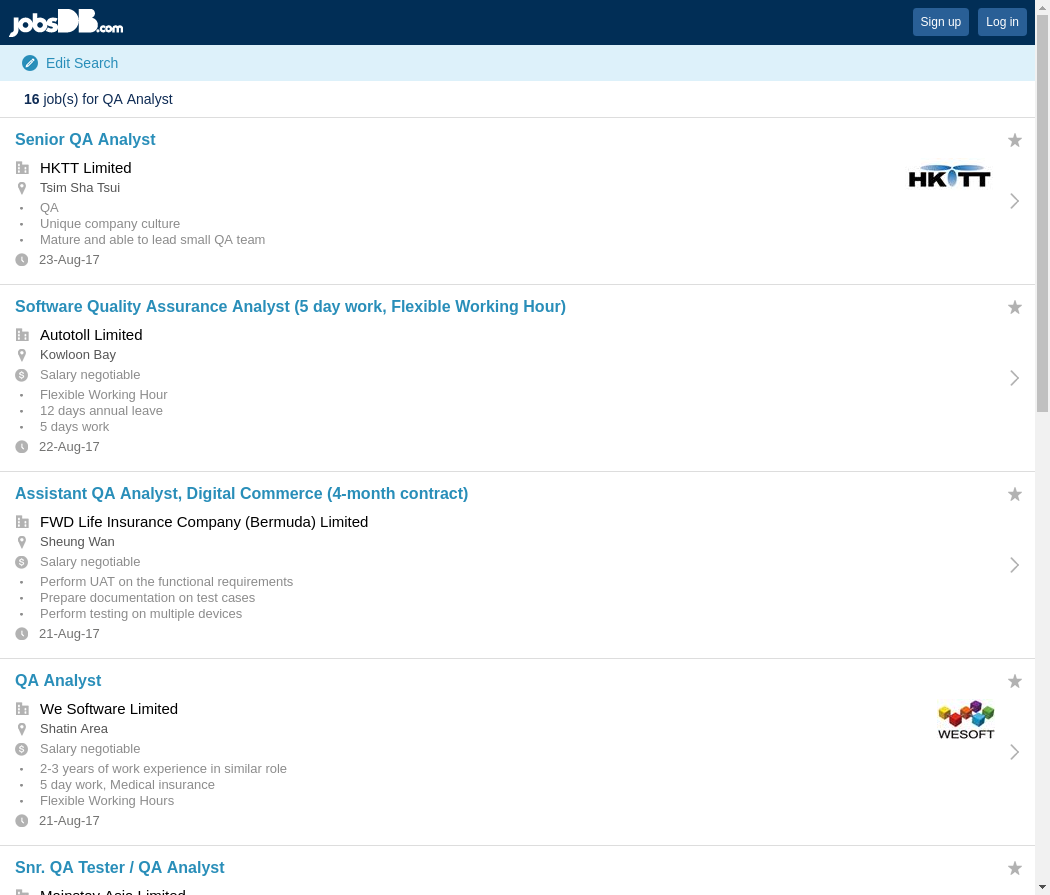 jobsDB.com
Sign up
Log in
Edit Search
16 job(s) for QA Analyst
Senior QA Analyst
HKTT Limited
HKTT
Tsim Sha Tsui
• QA
• Unique company culture
• Mature and able to lead small QA team
23-Aug-17
Software Quality Assurance Analyst (5 day work, Flexible Working Hour)
Autotoll Limited
Kowloon Bay
$ Salary negotiable
• Flexible Working Hour
• 12 days annual leave
• 5 days work
22-Aug-17
Assistant QA Analyst, Digital Commerce (4-month contract)
FWD Life Insurance Company (Bermuda) Limited
Sheung Wan
$ Salary negotiable
• Perform UAT on the functional requirements
• Prepare documentation on test cases
• Perform testing on multiple devices
21-Aug-17
QA Analyst
We Software Limited
WESOFT
Shatin Area
$ Salary negotiable
• 2-3 years of work experience in similar role
• 5 day work, Medical insurance
• Flexible Working Hours
21-Aug-17
Snr. QA Tester / QA Analyst
Mainstay Asia Limited